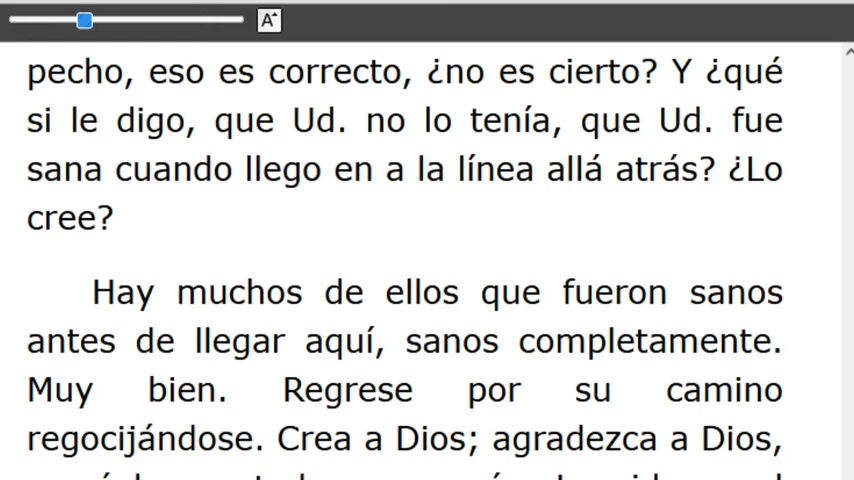 A
pecho, eso es correcto, ¿no es cierto? Y ¿qué
si le digo, que Ud. no lo tenía, que Ud. fue
sana cuando llego en a la línea allá atrás? ¿Lo
cree?
Hay muchos de ellos que fueron sanos
antes de llegar aquí, sanos completamente.
Muy bien. Regrese por su camino
regocijándose. Crea a Dios; agradezca a Dios,